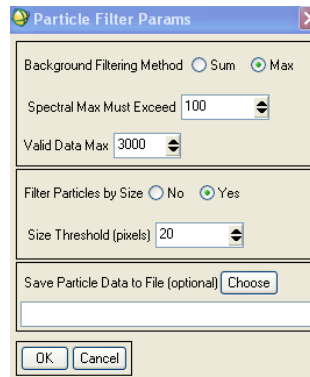 Particle Filter Params
Background Filtering Method Sum Max
Spectral Max Must Exceed 100
Valid Data Max 3000
Filter Particles by Size No Yes
Size Threshold (pixels) 20
Save Particle Data to File (optional) Choose
OK Cancel